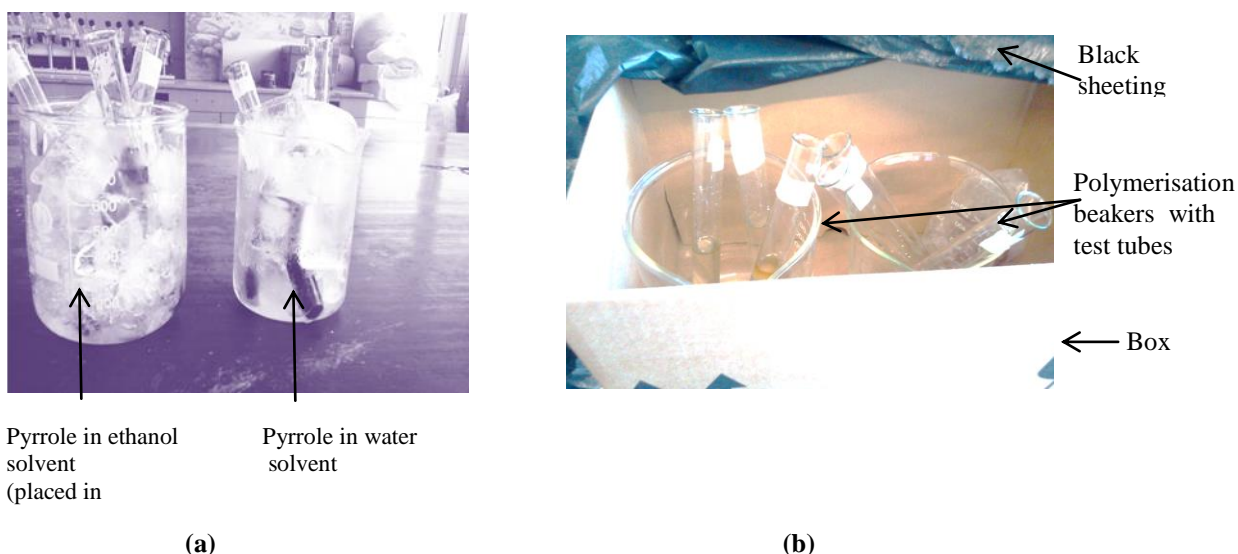 Black
sheeting
Polymerisation
beakers with
test tubes
Box
Pyrrole in ethanol
solvent
(placed in
Pyrrole in water
solvent
(a)
(b)